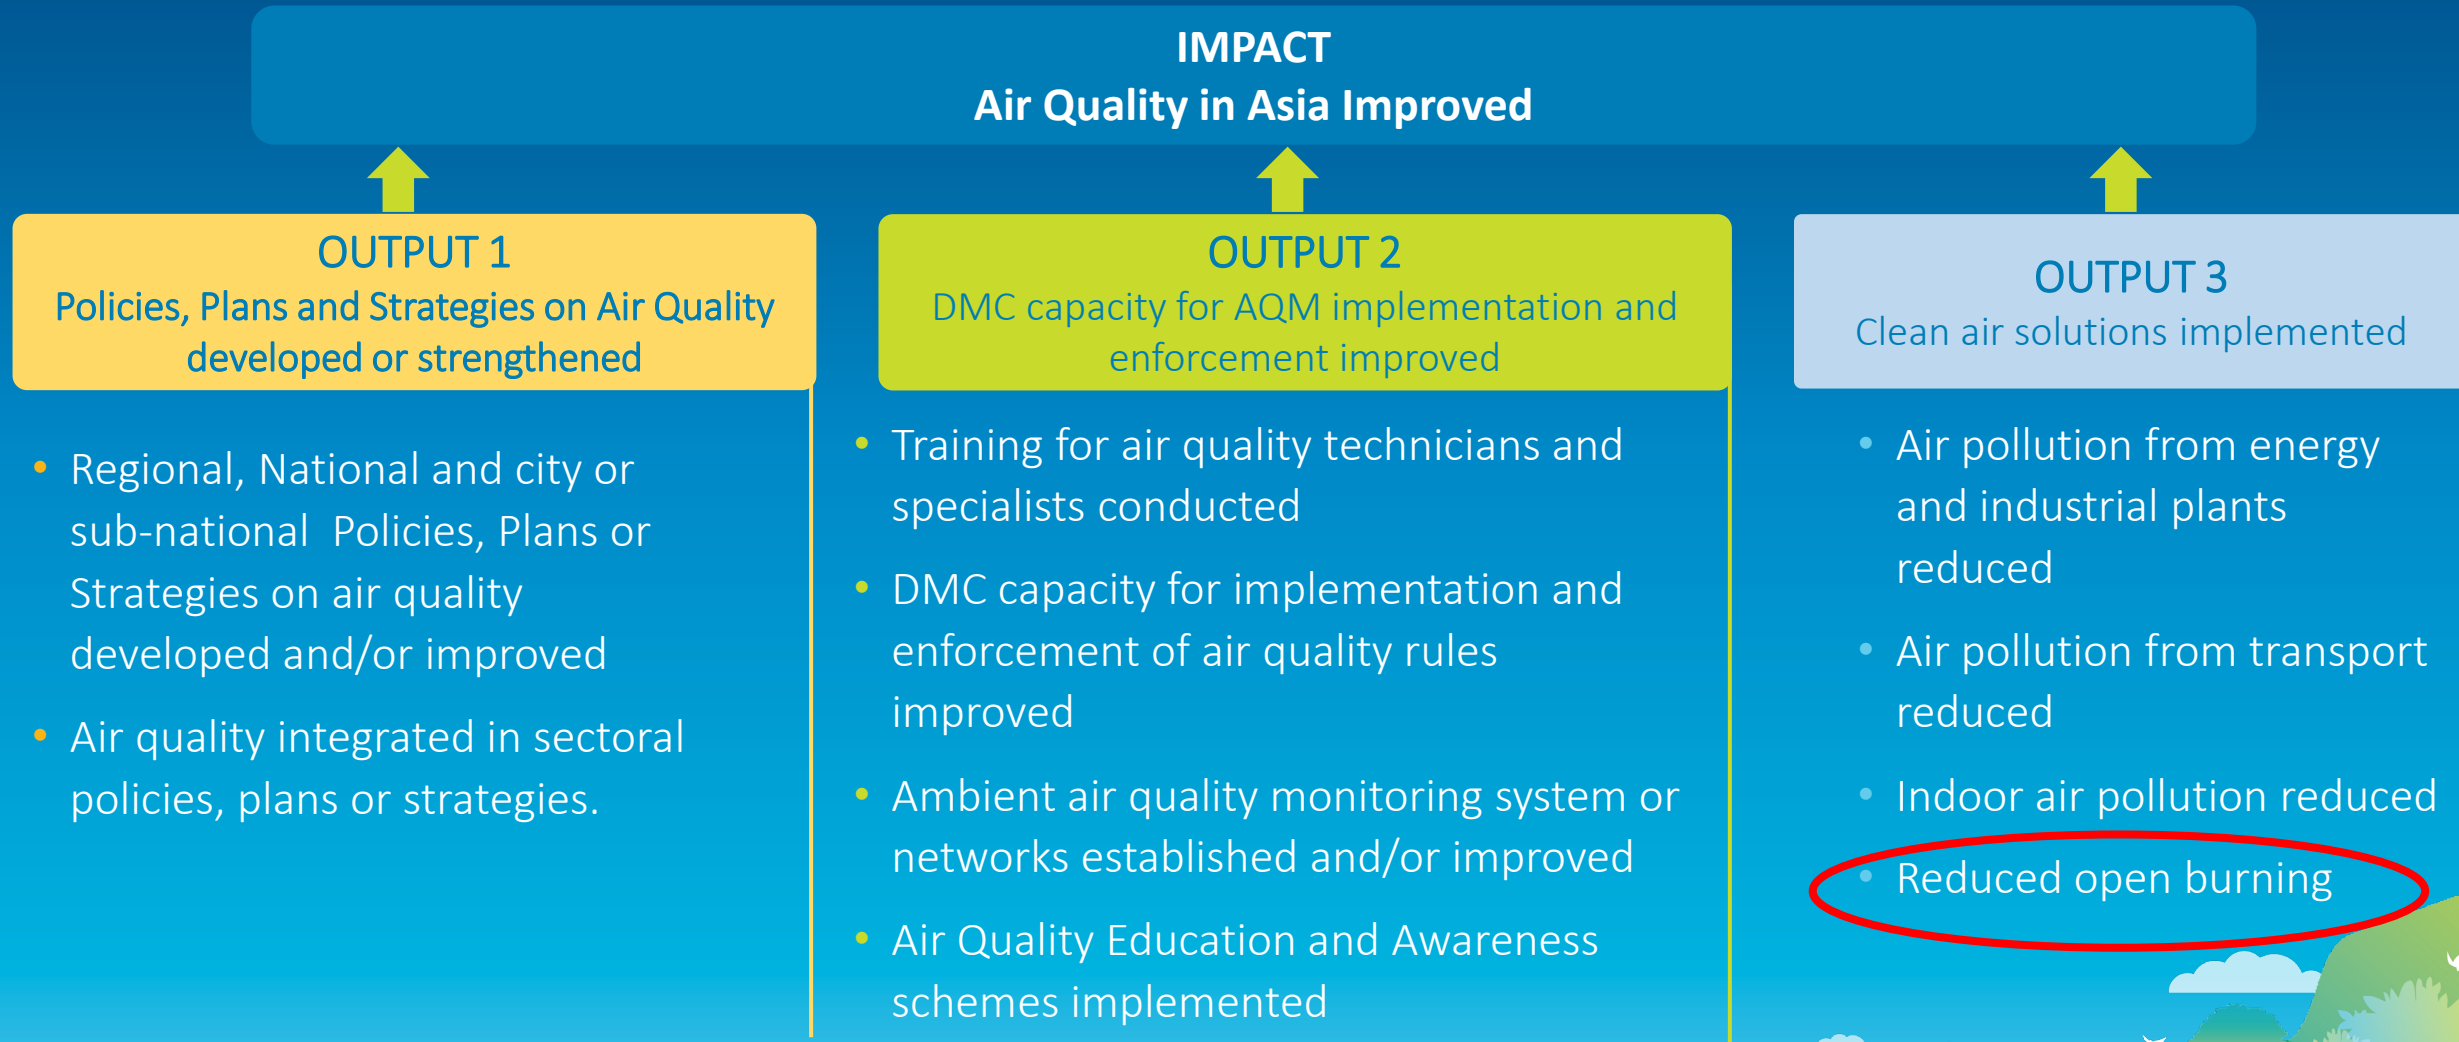 IMPACT
Air Quality in Asia Improved
OUTPUT 1
Policies, Plans and Strategies on Air Quality
developed or strengthened
• Regional, National and city or
sub-national  Policies, Plans or
Strategies on air quality
developed and/or improved
• Air quality integrated in sectoral
policies, plans or strategies.
OUTPUT 2
DMC capacity for AQM implementation and
enforcement improved
• Training for air quality technicians and
specialists conducted
• DMC capacity for implementation and
enforcement of air quality rules
improved
• Ambient air quality monitoring system or
networks established and/or improved
• Air Quality Education and Awareness
schemes implemented
OUTPUT 3
Clean air solutions implemented
• Air pollution from energy
and industrial plants
reduced
• Air pollution from transport
reduced
• Indoor air pollution reduced
• Reduced open burning